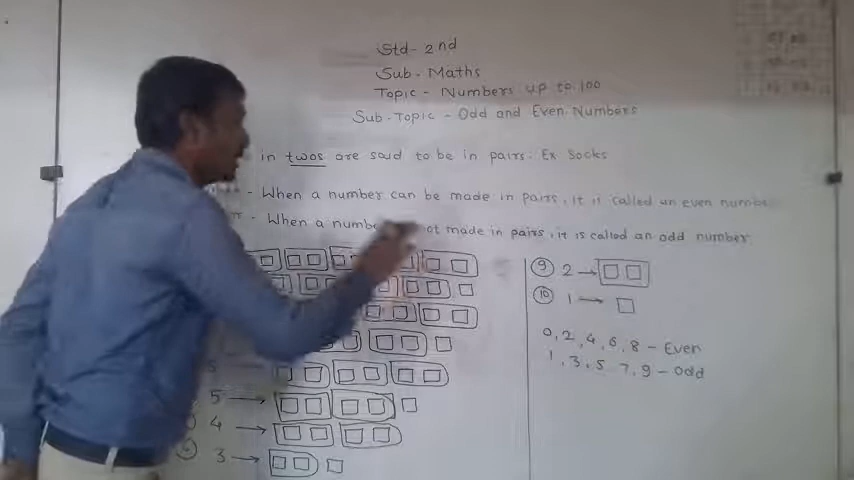 Std - 2nd
Sub - Maths
Topic - Numbers up to 100
Sub-Topic - Odd and Even Numbers
in twos are said to be in pairs. Ex Socks
- When a number can be made in pairs, it is called an even number
- When a number not made in pairs, it is called an odd number
5 →
4 →
3 →
9 2 →
10 1 →
0, 2, 4, 6, 8 - Even
1, 3, 5, 7, 9 - Odd